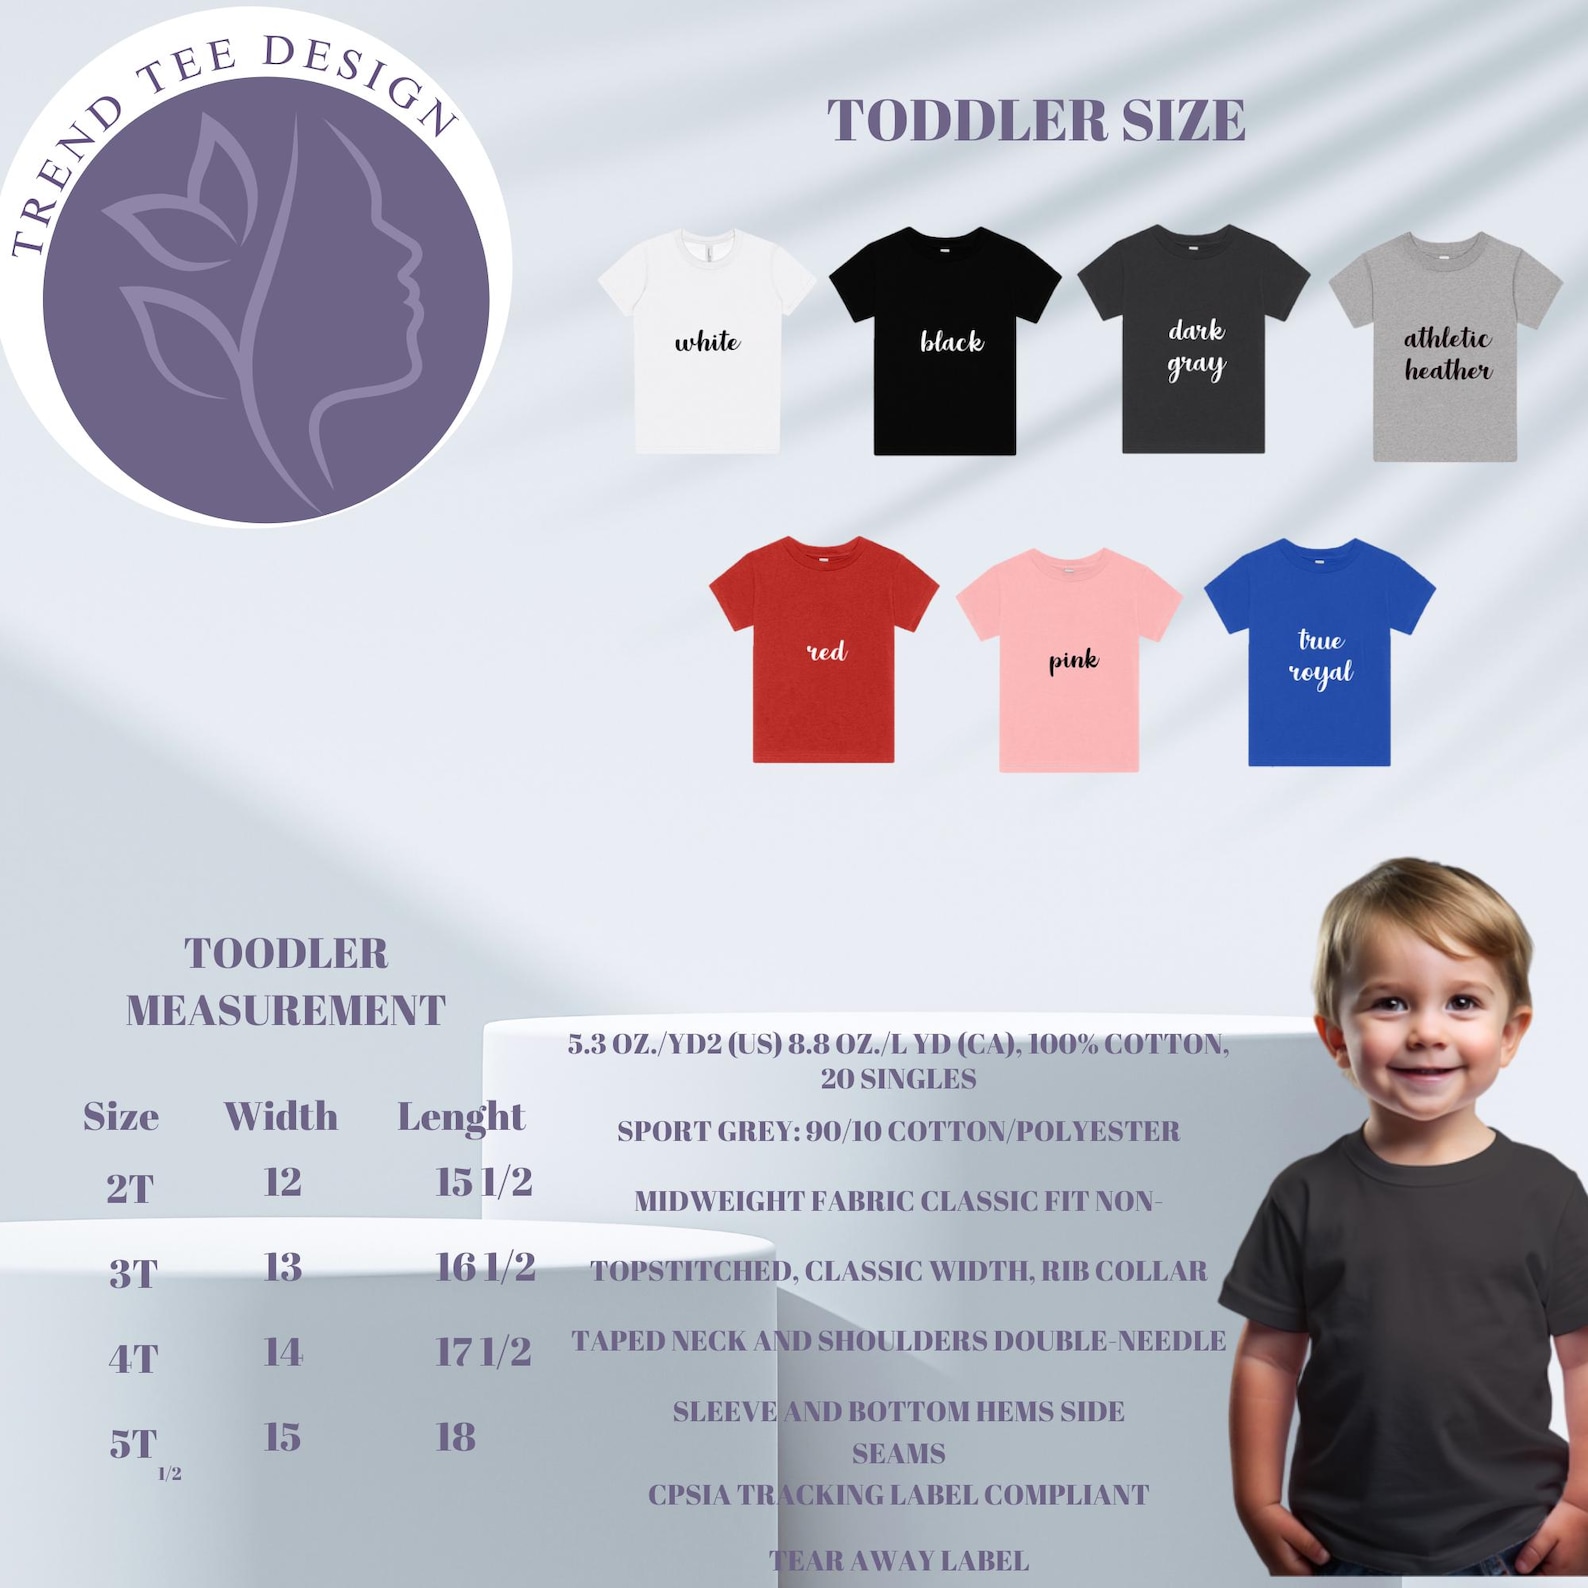 TREND TEE DESIGN
TODDLER SIZE
white
black
dark
gray
athletic
heather
red
pink
true
royal
TOODLER
MEASUREMENT
Size Width Lenght
2T 12 15 1/2
3T 13 16 1/2
4T 14 17 1/2
5T 15 18
1/2
5.3 OZ./YD2 (US) 8.8 OZ./L YD (CA), 100% COTTON,
20 SINGLES
SPORT GREY: 90/10 COTTON/POLYESTER
MIDWEIGHT FABRIC CLASSIC FIT NON-
TOPSTITCHED, CLASSIC WIDTH, RIB COLLAR
TAPED NECK AND SHOULDERS DOUBLE-NEEDLE
SLEEVE AND BOTTOM HEMS SIDE
SEAMS
CPSIA TRACKING LABEL COMPLIANT
TEAR AWAY LABEL